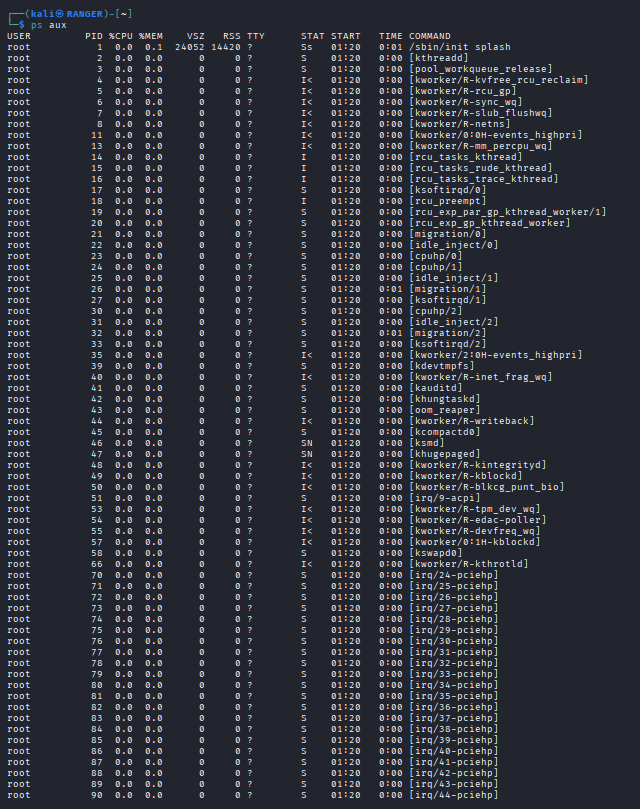 ┌──(kali㉿RANGER)-[~]
└─$ ps aux
USER PID %CPU %MEM VSZ RSS TTY STAT START TIME COMMAND
root 1 0.0 0.1 24052 14420 ? Ss 01:20 0:01 /sbin/init splash
root 2 0.0 0.0 0 0 ? S 01:20 0:00 [kthreadd]
root 3 0.0 0.0 0 0 ? S 01:20 0:00 [pool_workqueue_release]
root 4 0.0 0.0 0 0 ? I< 01:20 0:00 [kworker/R-kvfree_rcu_reclaim]
root 5 0.0 0.0 0 0 ? I< 01:20 0:00 [kworker/R-rcu_gp]
root 6 0.0 0.0 0 0 ? I< 01:20 0:00 [kworker/R-sync_wq]
root 7 0.0 0.0 0 0 ? I< 01:20 0:00 [kworker/R-slub_flushwq]
root 8 0.0 0.0 0 0 ? I< 01:20 0:00 [kworker/R-netns]
root 11 0.0 0.0 0 0 ? I< 01:20 0:00 [kworker/0:0H-events_highpri]
root 13 0.0 0.0 0 0 ? I< 01:20 0:00 [kworker/R-mm_percpu_wq]
root 14 0.0 0.0 0 0 ? I 01:20 0:00 [rcu_tasks_kthread]
root 15 0.0 0.0 0 0 ? I 01:20 0:00 [rcu_tasks_rude_kthread]
root 16 0.0 0.0 0 0 ? I 01:20 0:00 [rcu_tasks_trace_kthread]
root 17 0.0 0.0 0 0 ? S 01:20 0:00 [ksoftirqd/0]
root 18 0.0 0.0 0 0 ? I 01:20 0:00 [rcu_preempt]
root 19 0.0 0.0 0 0 ? S 01:20 0:00 [rcu_exp_par_gp_kthread_worker/1]
root 20 0.0 0.0 0 0 ? S 01:20 0:00 [rcu_exp_gp_kthread_worker]
root 21 0.0 0.0 0 0 ? S 01:20 0:00 [migration/0]
root 22 0.0 0.0 0 0 ? S 01:20 0:00 [idle_inject/0]
root 23 0.0 0.0 0 0 ? S 01:20 0:00 [cpuhp/0]
root 24 0.0 0.0 0 0 ? S 01:20 0:00 [cpuhp/1]
root 25 0.0 0.0 0 0 ? S 01:20 0:00 [idle_inject/1]
root 26 0.0 0.0 0 0 ? S 01:20 0:01 [migration/1]
root 27 0.0 0.0 0 0 ? S 01:20 0:00 [ksoftirqd/1]
root 30 0.0 0.0 0 0 ? S 01:20 0:00 [cpuhp/2]
root 31 0.0 0.0 0 0 ? S 01:20 0:00 [idle_inject/2]
root 32 0.0 0.0 0 0 ? S 01:20 0:01 [migration/2]
root 33 0.0 0.0 0 0 ? S 01:20 0:00 [ksoftirqd/2]
root 35 0.0 0.0 0 0 ? I< 01:20 0:00 [kworker/2:0H-events_highpri]
root 39 0.0 0.0 0 0 ? S 01:20 0:00 [kdevtmpfs]
root 40 0.0 0.0 0 0 ? I< 01:20 0:00 [kworker/R-inet_frag_wq]
root 41 0.0 0.0 0 0 ? S 01:20 0:00 [kauditd]
root 42 0.0 0.0 0 0 ? S 01:20 0:00 [khungtaskd]
root 43 0.0 0.0 0 0 ? S 01:20 0:00 [oom_reaper]
root 44 0.0 0.0 0 0 ? I< 01:20 0:00 [kworker/R-writeback]
root 45 0.0 0.0 0 0 ? S 01:20 0:00 [kcompactd0]
root 46 0.0 0.0 0 0 ? SN 01:20 0:00 [ksmd]
root 47 0.0 0.0 0 0 ? SN 01:20 0:00 [khugepaged]
root 48 0.0 0.0 0 0 ? I< 01:20 0:00 [kworker/R-kintegrityd]
root 49 0.0 0.0 0 0 ? I< 01:20 0:00 [kworker/R-kblockd]
root 50 0.0 0.0 0 0 ? I< 01:20 0:00 [kworker/R-blkcg_punt_bio]
root 51 0.0 0.0 0 0 ? S 01:20 0:00 [irq/9-acpi]
root 53 0.0 0.0 0 0 ? I< 01:20 0:00 [kworker/R-tpm_dev_wq]
root 54 0.0 0.0 0 0 ? I< 01:20 0:00 [kworker/R-edac-poller]
root 55 0.0 0.0 0 0 ? I< 01:20 0:00 [kworker/R-devfreq_wq]
root 57 0.0 0.0 0 0 ? I< 01:20 0:00 [kworker/0:1H-kblockd]
root 58 0.0 0.0 0 0 ? S 01:20 0:00 [kswapd0]
root 66 0.0 0.0 0 0 ? I< 01:20 0:00 [kworker/R-kthrotld]
root 70 0.0 0.0 0 0 ? S 01:20 0:00 [irq/24-pciehp]
root 71 0.0 0.0 0 0 ? S 01:20 0:00 [irq/25-pciehp]
root 72 0.0 0.0 0 0 ? S 01:20 0:00 [irq/26-pciehp]
root 73 0.0 0.0 0 0 ? S 01:20 0:00 [irq/27-pciehp]
root 74 0.0 0.0 0 0 ? S 01:20 0:00 [irq/28-pciehp]
root 75 0.0 0.0 0 0 ? S 01:20 0:00 [irq/29-pciehp]
root 76 0.0 0.0 0 0 ? S 01:20 0:00 [irq/30-pciehp]
root 77 0.0 0.0 0 0 ? S 01:20 0:00 [irq/31-pciehp]
root 78 0.0 0.0 0 0 ? S 01:20 0:00 [irq/32-pciehp]
root 79 0.0 0.0 0 0 ? S 01:20 0:00 [irq/33-pciehp]
root 80 0.0 0.0 0 0 ? S 01:20 0:00 [irq/34-pciehp]
root 81 0.0 0.0 0 0 ? S 01:20 0:00 [irq/35-pciehp]
root 82 0.0 0.0 0 0 ? S 01:20 0:00 [irq/36-pciehp]
root 83 0.0 0.0 0 0 ? S 01:20 0:00 [irq/37-pciehp]
root 84 0.0 0.0 0 0 ? S 01:20 0:00 [irq/38-pciehp]
root 85 0.0 0.0 0 0 ? S 01:20 0:00 [irq/39-pciehp]
root 86 0.0 0.0 0 0 ? S 01:20 0:00 [irq/40-pciehp]
root 87 0.0 0.0 0 0 ? S 01:20 0:00 [irq/41-pciehp]
root 88 0.0 0.0 0 0 ? S 01:20 0:00 [irq/42-pciehp]
root 89 0.0 0.0 0 0 ? S 01:20 0:00 [irq/43-pciehp]
root 90 0.0 0.0 0 0 ? S 01:20 0:00 [irq/44-pciehp]